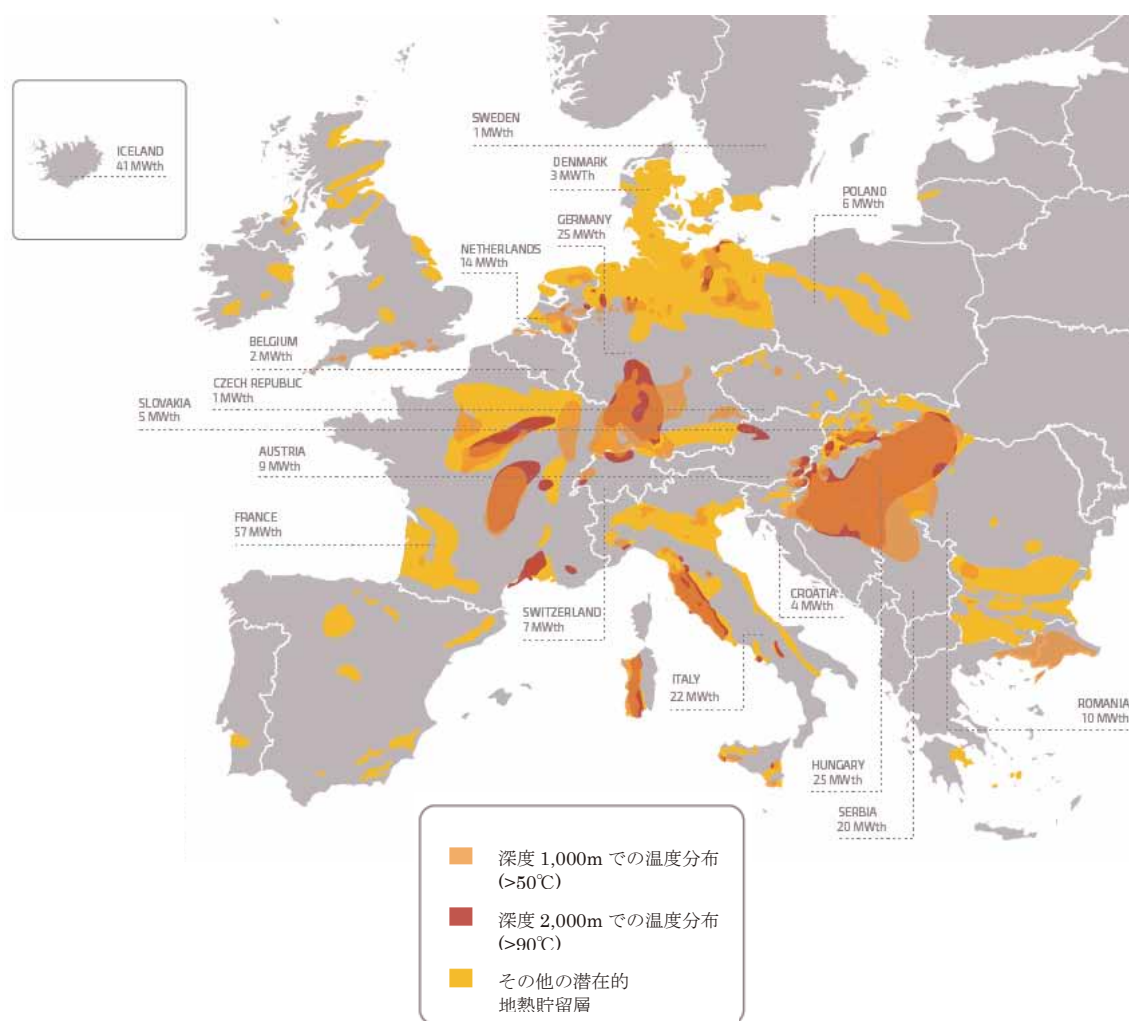 ICELAND
41 MWth
SWEDEN
1 MWth
DENMARK
3 MWTh
POLAND
6 MWth
GERMANY
25 MWth
NETHERLANDS
14 MWth
BELGIUM
2 MWth
CZECH REPUBLIC
1 MWth
SLOVAKIA
5 MWth
AUSTRIA
9 MWth
FRANCE
57 MWth
SWITZERLAND
7 MWth
CROATIA
4 MWth
ITALY
22 MWth
ROMANIA
10 MWth
HUNGARY
25 MWth
SERBIA
20 MWth
深度 1,000m での温度分布
(>50℃)
深度 2,000m での温度分布
(>90℃)
その他の潜在的
地熱貯留層